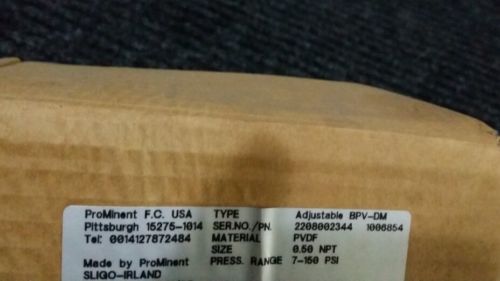 ProMinent F.C. USA TYPE Adjustable BPV-DM
Pittsburgh 15275-1014 SER.NO./PN. 2208002344 1006854
Tel: 0014127872484 MATERIAL PVDF
SIZE 0.50 NPT
Made by ProMinent PRESS. RANGE 7-150 PSI
SLIGO-IRLAND